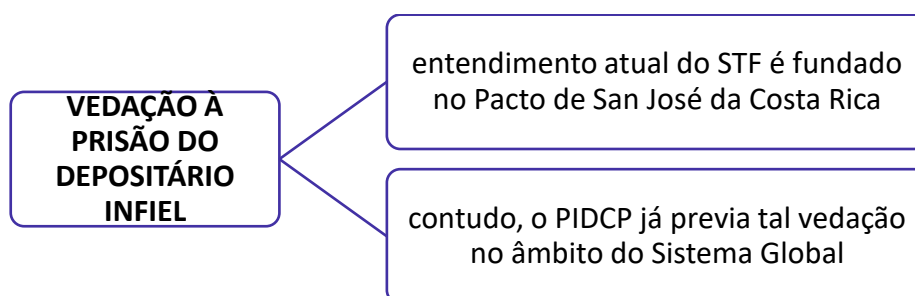 VEDAÇÃO À
PRISÃO DO
DEPOSITÁRIO
INFIEL
entendimento atual do STF é fundado
no Pacto de San José da Costa Rica
contudo, o PIDCP já previa tal vedação
no âmbito do Sistema Global